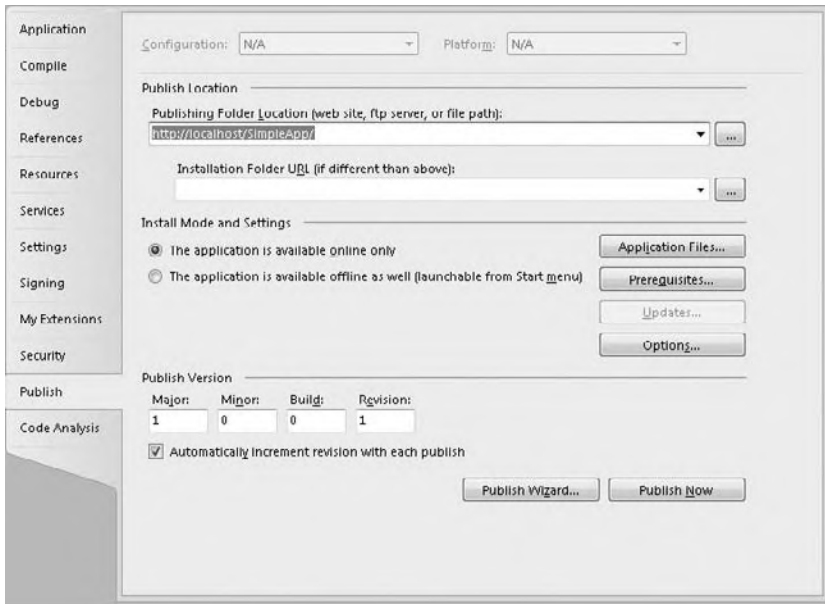 Application
Compile
Debug
References
Resources
Services
Settings
Signing
My Extensions
Security
Publish
Code Analysis
Configuration: N/A Platform: N/A
Publish Location
Publishing Folder Location (web site, ftp server, or file path):
http://localhost/SimpleApp/
...
Installation Folder URL (if different than above):
...
Install Mode and Settings
The application is available online only
The application is available offline as well (launchable from Start menu)
Application Files...
Prerequisites...
Updates...
Options...
Publish Version
Major: Minor: Build: Revision:
1 0 0 1
Automatically increment revision with each publish
Publish Wizard... Publish Now